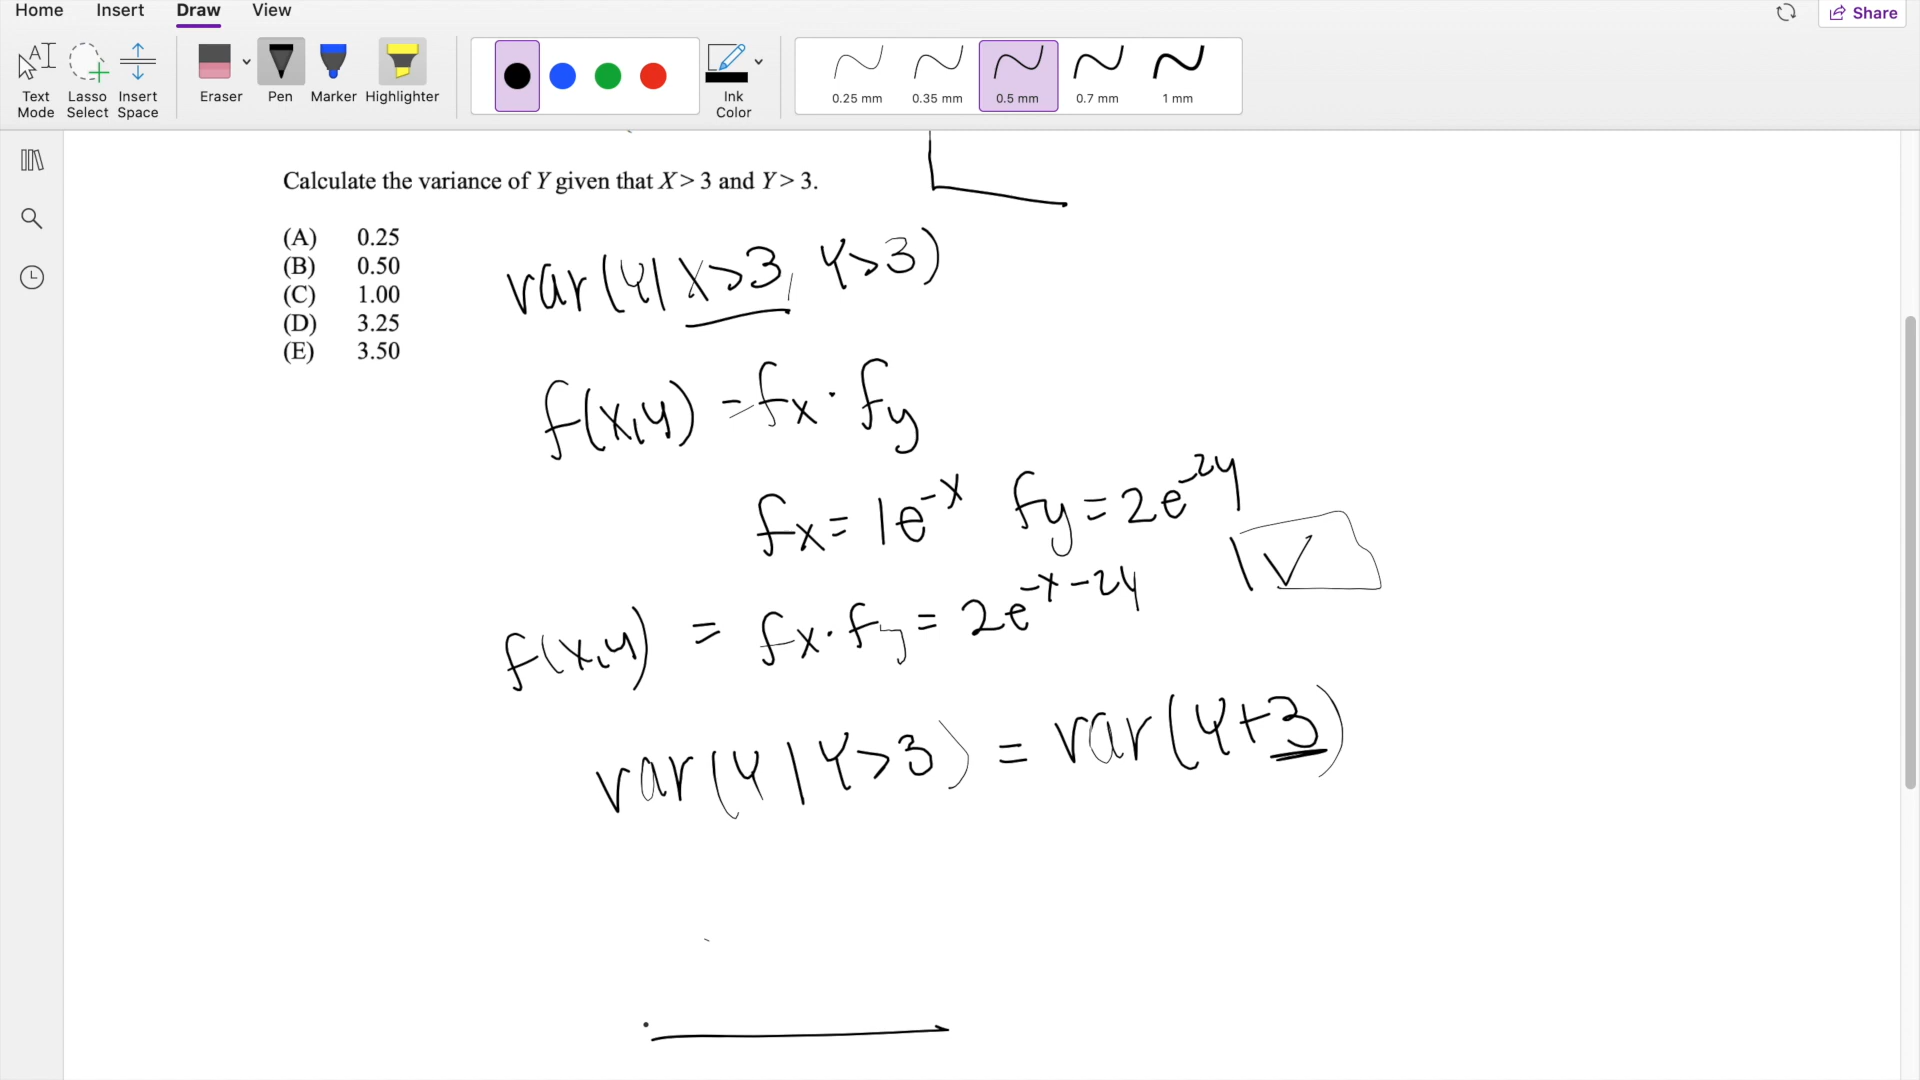 Home Insert Draw View Share
Text Mode Lasso Select Insert Space Eraser Pen Marker Highlighter Ink Color 0.25 mm 0.35 mm 0.5 mm 0.7 mm 1 mm
Calculate the variance of Y given that X > 3 and Y > 3.
(A) 0.25
(B) 0.50
(C) 1.00
(D) 3.25
(E) 3.50
var(Y|X>3, Y>3)
f(x,y) = fx · fy
fx = 1e^-x fy = 2e^-2y
f(x,y) = fx · fy = 2e^-x-2y
var(Y|Y>3) = var(Y+3)